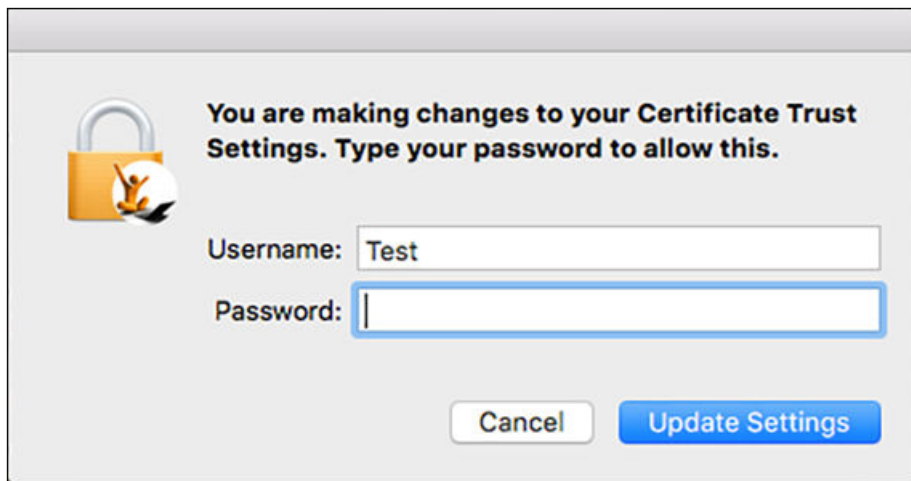 You are making changes to your Certificate Trust
Settings. Type your password to allow this.
Username: Test
Password:
Cancel Update Settings